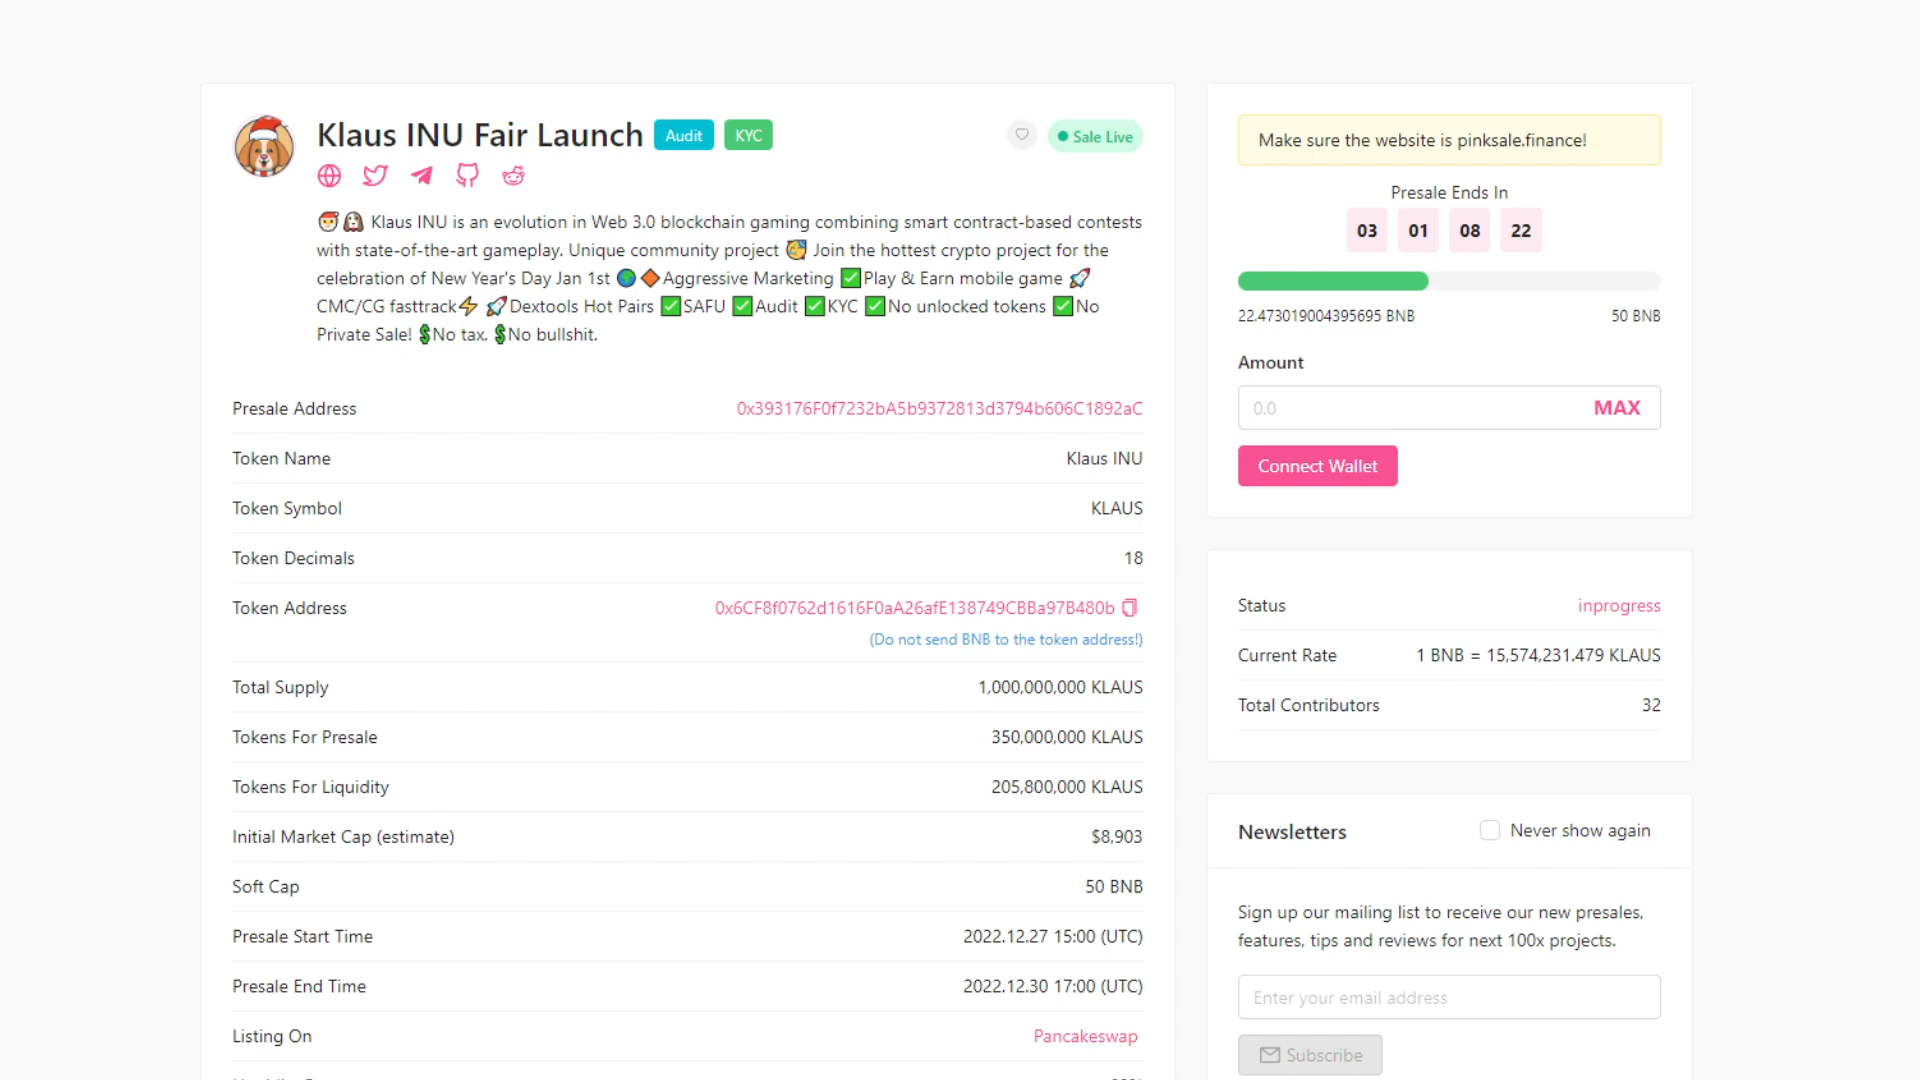 Klaus INU Fair Launch Audit KYC Sale Live
Klaus INU is an evolution in Web 3.0 blockchain gaming combining smart contract-based contests
with state-of-the-art gameplay. Unique community project 🥳 Join the hottest crypto project for the
celebration of New Year's Day Jan 1st 🌍 🔶Aggressive Marketing ✅Play & Earn mobile game 🚀
CMC/CG fasttrack⚡ 🚀Dextools Hot Pairs ✅SAFU ✅Audit ✅KYC ✅No unlocked tokens ✅No
Private Sale! 💲No tax. 💲No bullshit.
Presale Address 0x393176F0f7232bA5b9372813d3794b606C1892aC
Token Name Klaus INU
Token Symbol KLAUS
Token Decimals 18
Token Address 0x6CF8f0762d1616F0aA26afE138749CBBa97B480b
(Do not send BNB to the token address!)
Total Supply 1,000,000,000 KLAUS
Tokens For Presale 350,000,000 KLAUS
Tokens For Liquidity 205,800,000 KLAUS
Initial Market Cap (estimate) $8,903
Soft Cap 50 BNB
Presale Start Time 2022.12.27 15:00 (UTC)
Presale End Time 2022.12.30 17:00 (UTC)
Listing On Pancakeswap
Make sure the website is pinksale.finance!
Presale Ends In
03 01 08 22
22.473019004395695 BNB 50 BNB
Amount
0.0 MAX
Connect Wallet
Status inprogress
Current Rate 1 BNB = 15,574,231.479 KLAUS
Total Contributors 32
Newsletters Never show again
Sign up our mailing list to receive our new presales,
features, tips and reviews for next 100x projects.
Enter your email address
Subscribe